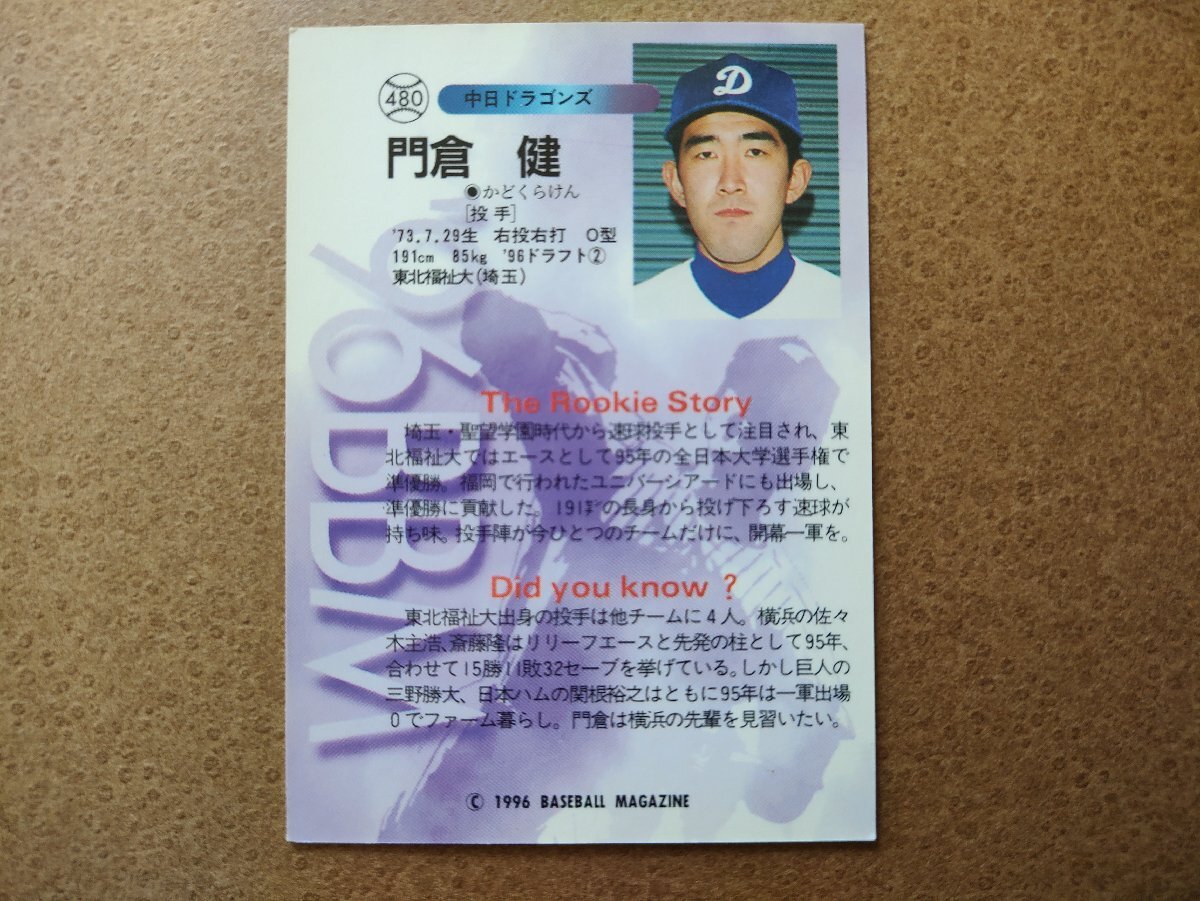 480
中日ドラゴンズ
D
門倉 健
◉かどくらけん
[投手]
'73.7.29生 右投右打 O型
191cm 85kg '96ドラフト②
東北福祉大(埼玉)
'96 BBM
The Rookie Story
埼玉・聖望学園時代から速球投手として注目され、東
北福祉大ではエースとして95年の全日本大学選手権で
準優勝。福岡で行われたユニバーシアードにも出場し、
準優勝に貢献した。191㌢の長身から投げ下ろす速球が
持ち味。投手陣が今ひとつのチームだけに、開幕一軍を。
Did you know ?
東北福祉大出身の投手は他チームに4人。横浜の佐々
木主浩、斎藤隆はリリーフエースと先発の柱として95年、
合わせて15勝11敗32セーブを挙げている。しかし巨人の
三野勝大、日本ハムの関根裕之はともに95年は一軍出場
0でファーム暮らし。門倉は横浜の先輩を見習いたい。
© 1996 BASEBALL MAGAZINE